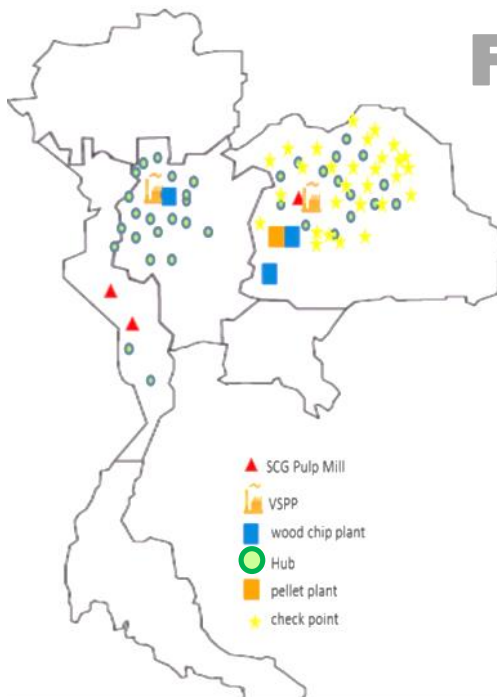 F
SCG Pulp Mill
VSPP
wood chip plant
Hub
pellet plant
check point